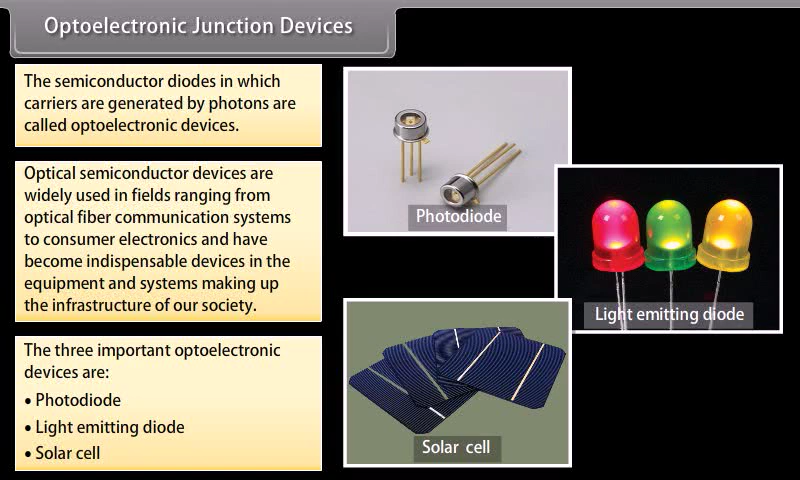 Optoelectronic Junction Devices
The semiconductor diodes in which
carriers are generated by photons are
called optoelectronic devices.
Optical semiconductor devices are
widely used in fields ranging from
optical fiber communication systems
to consumer electronics and have
become indispensable devices in the
equipment and systems making up
the infrastructure of our society.
The three important optoelectronic
devices are:
• Photodiode
• Light emitting diode
• Solar cell
Photodiode
Light emitting diode
Solar cell